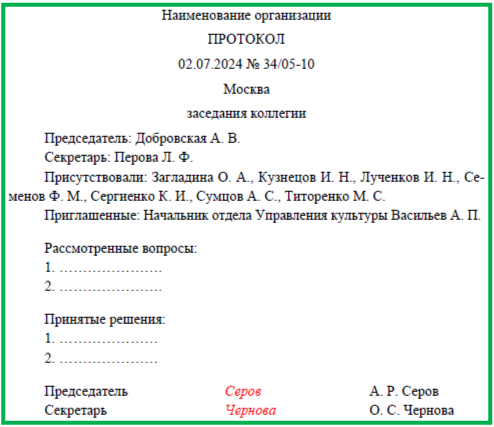 Наименование организации
ПРОТОКОЛ
02.07.2024 № 34/05-10
Москва
заседания коллегии
Председатель: Добровская А. В.
Секретарь: Перова Л. Ф.
Присутствовали: Загладина О. А., Кузнецов И. Н., Лученков И. Н., Се-
менов Ф. М., Сергиенко К. И., Сумцов А. С., Титоренко М. С.
Приглашенные: Начальник отдела Управления культуры Васильев А. П.
Рассмотренные вопросы:
1. ………………….
2. ………………….
Принятые решения:
1. ………………….
2. ………………….
Председатель Серов А. Р. Серов
Секретарь Чернова О. С. Чернова